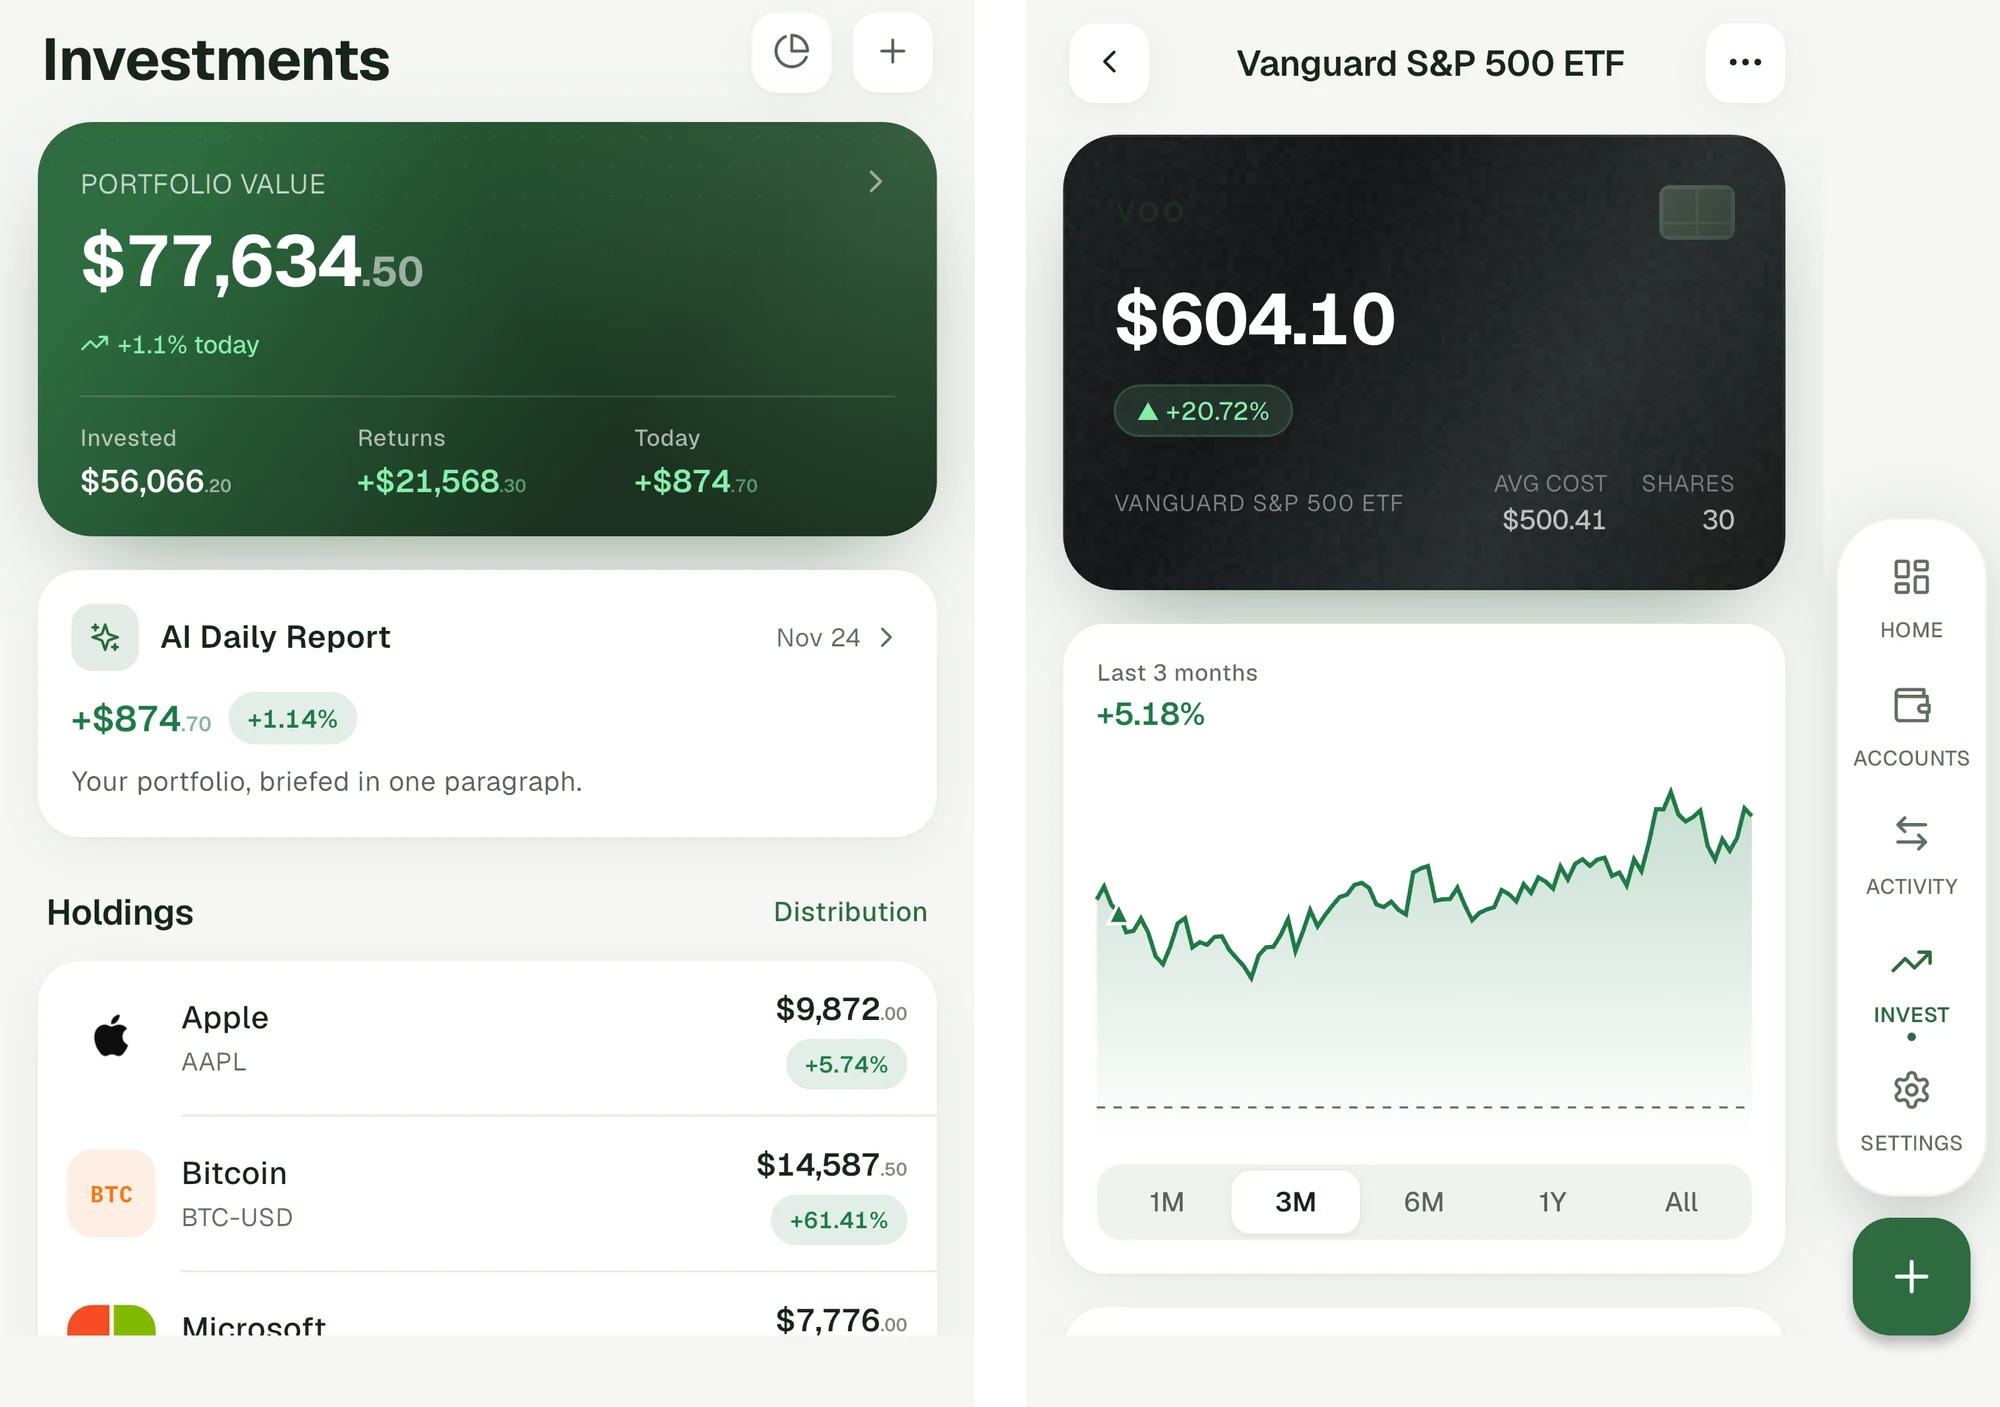 Investments
PORTFOLIO VALUE
$77,634.50
+1.1% today
Invested
$56,066.20
Returns
+$21,568.30
Today
+$874.70
AI Daily Report
Nov 24
+$874.70
+1.14%
Your portfolio, briefed in one paragraph.
Holdings
Distribution
Apple
AAPL
$9,872.00
+5.74%
BTC
Bitcoin
BTC-USD
$14,587.50
+61.41%
Microsoft
$7,776.00
Vanguard S&P 500 ETF
VOO
$604.10
+20.72%
VANGUARD S&P 500 ETF
AVG COST
$500.41
SHARES
30
Last 3 months
+5.18%
1M
3M
6M
1Y
All
HOME
ACCOUNTS
ACTIVITY
INVEST
SETTINGS